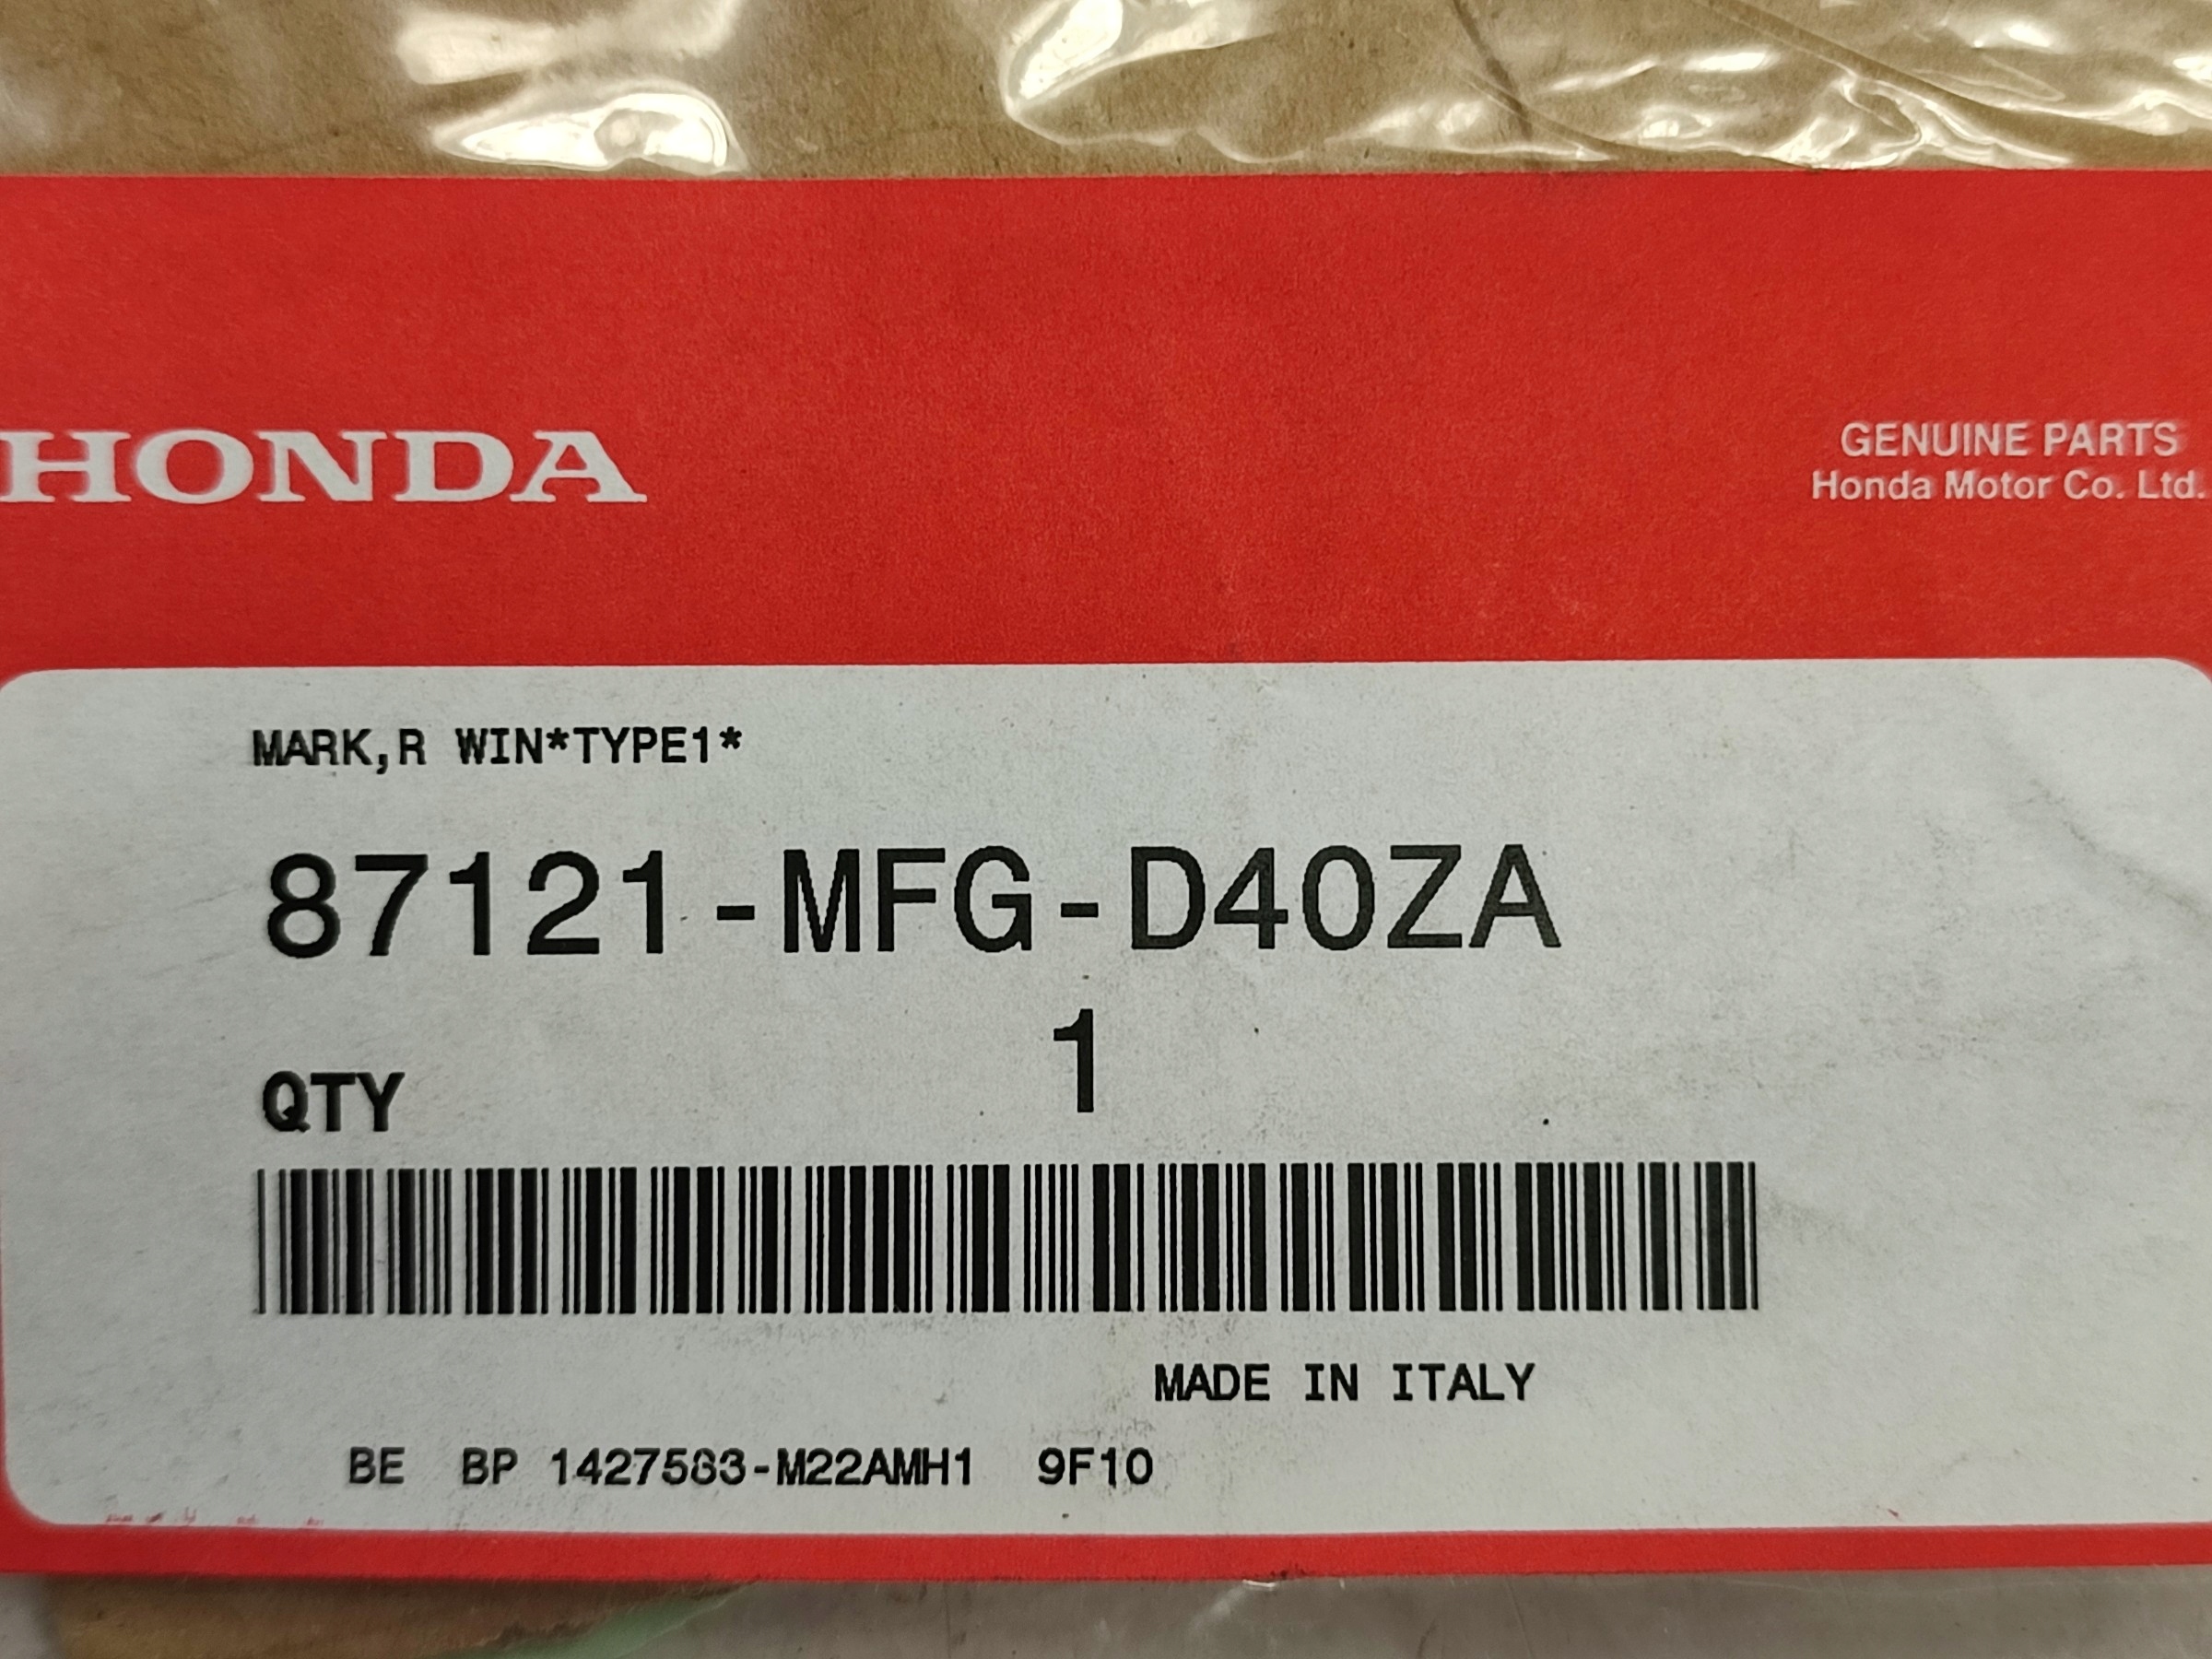 HONDA
GENUINE PARTS
Honda Motor Co. Ltd.
MARK,R WIN*TYPE1*
87121-MFG-D40ZA
1
QTY
MADE IN ITALY
BE BP 1427583-M22AMH1 9F10